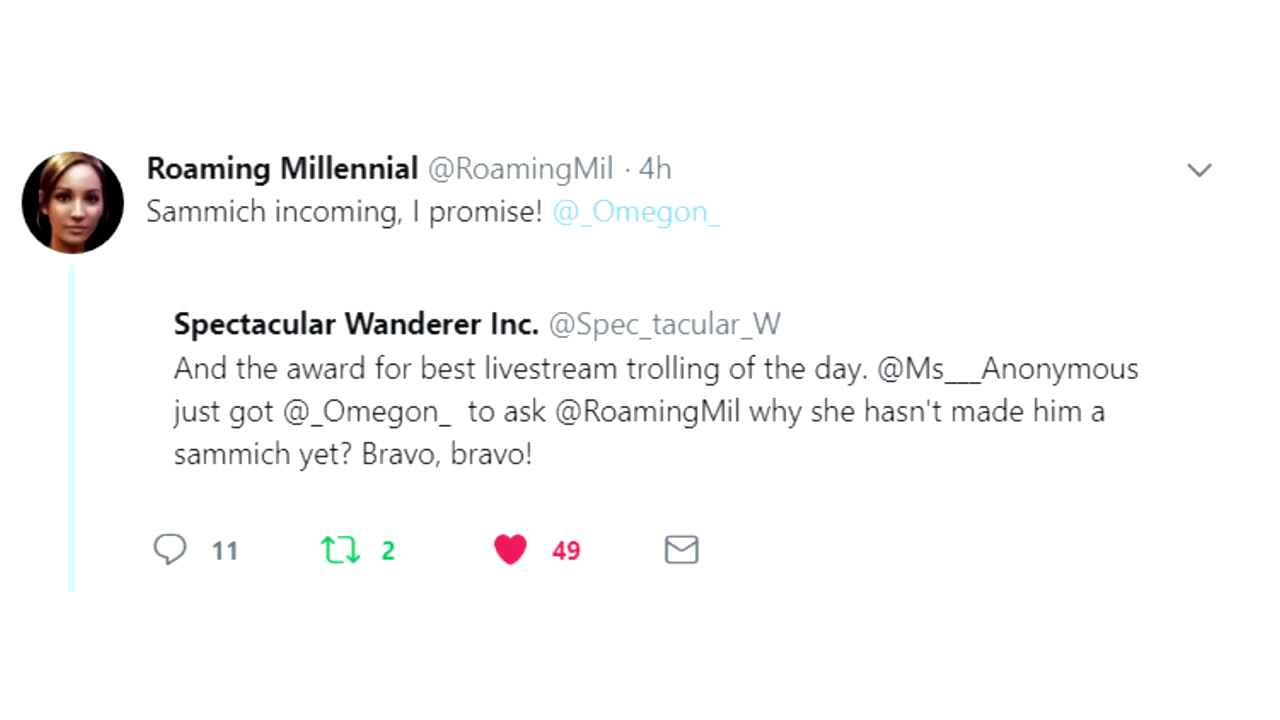 Roaming Millennial @RoamingMil · 4h
Sammich incoming, I promise! @_Omegon_
Spectacular Wanderer Inc. @Spec_tacular_W
And the award for best livestream trolling of the day. @Ms___Anonymous
just got @_Omegon_ to ask @RoamingMil why she hasn't made him a
sammich yet? Bravo, bravo!
11 2 49